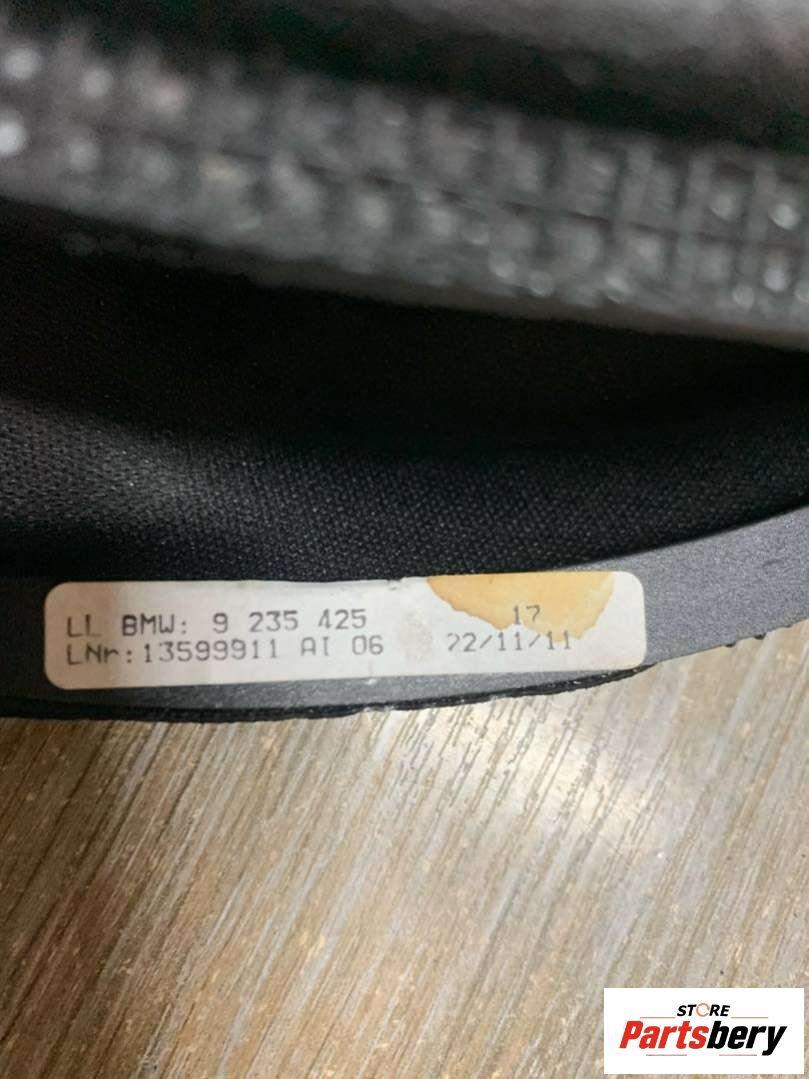 LL BMW: 9 235 425 17
LNr:13599911 AI 06 22/11/11
STORE
Partsbery